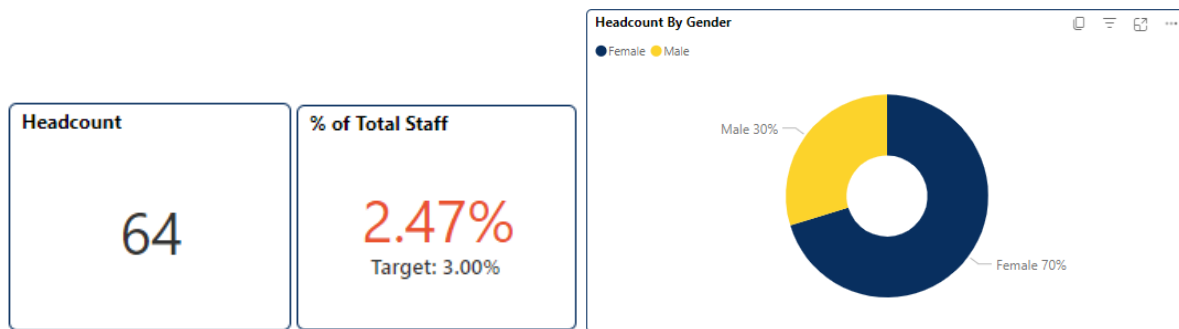 Headcount
64
% of Total Staff
2.47%
Target: 3.00%
Headcount By Gender
Female Male
Male 30%
Female 70%